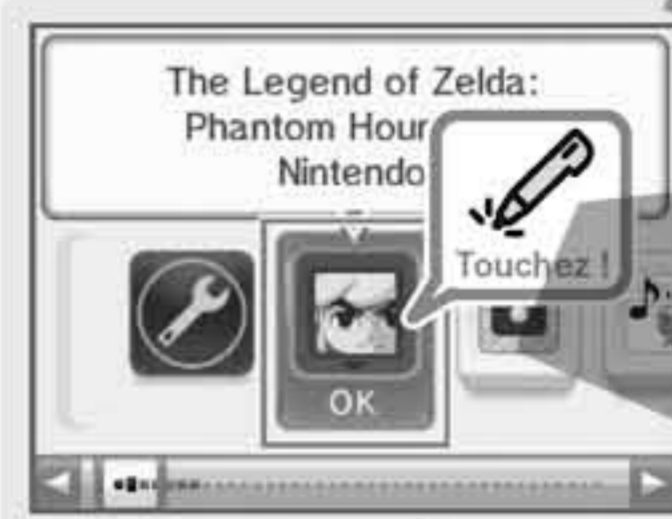 The Legend of Zelda:
Phantom Hour
Nintendo
Touchez !
OK